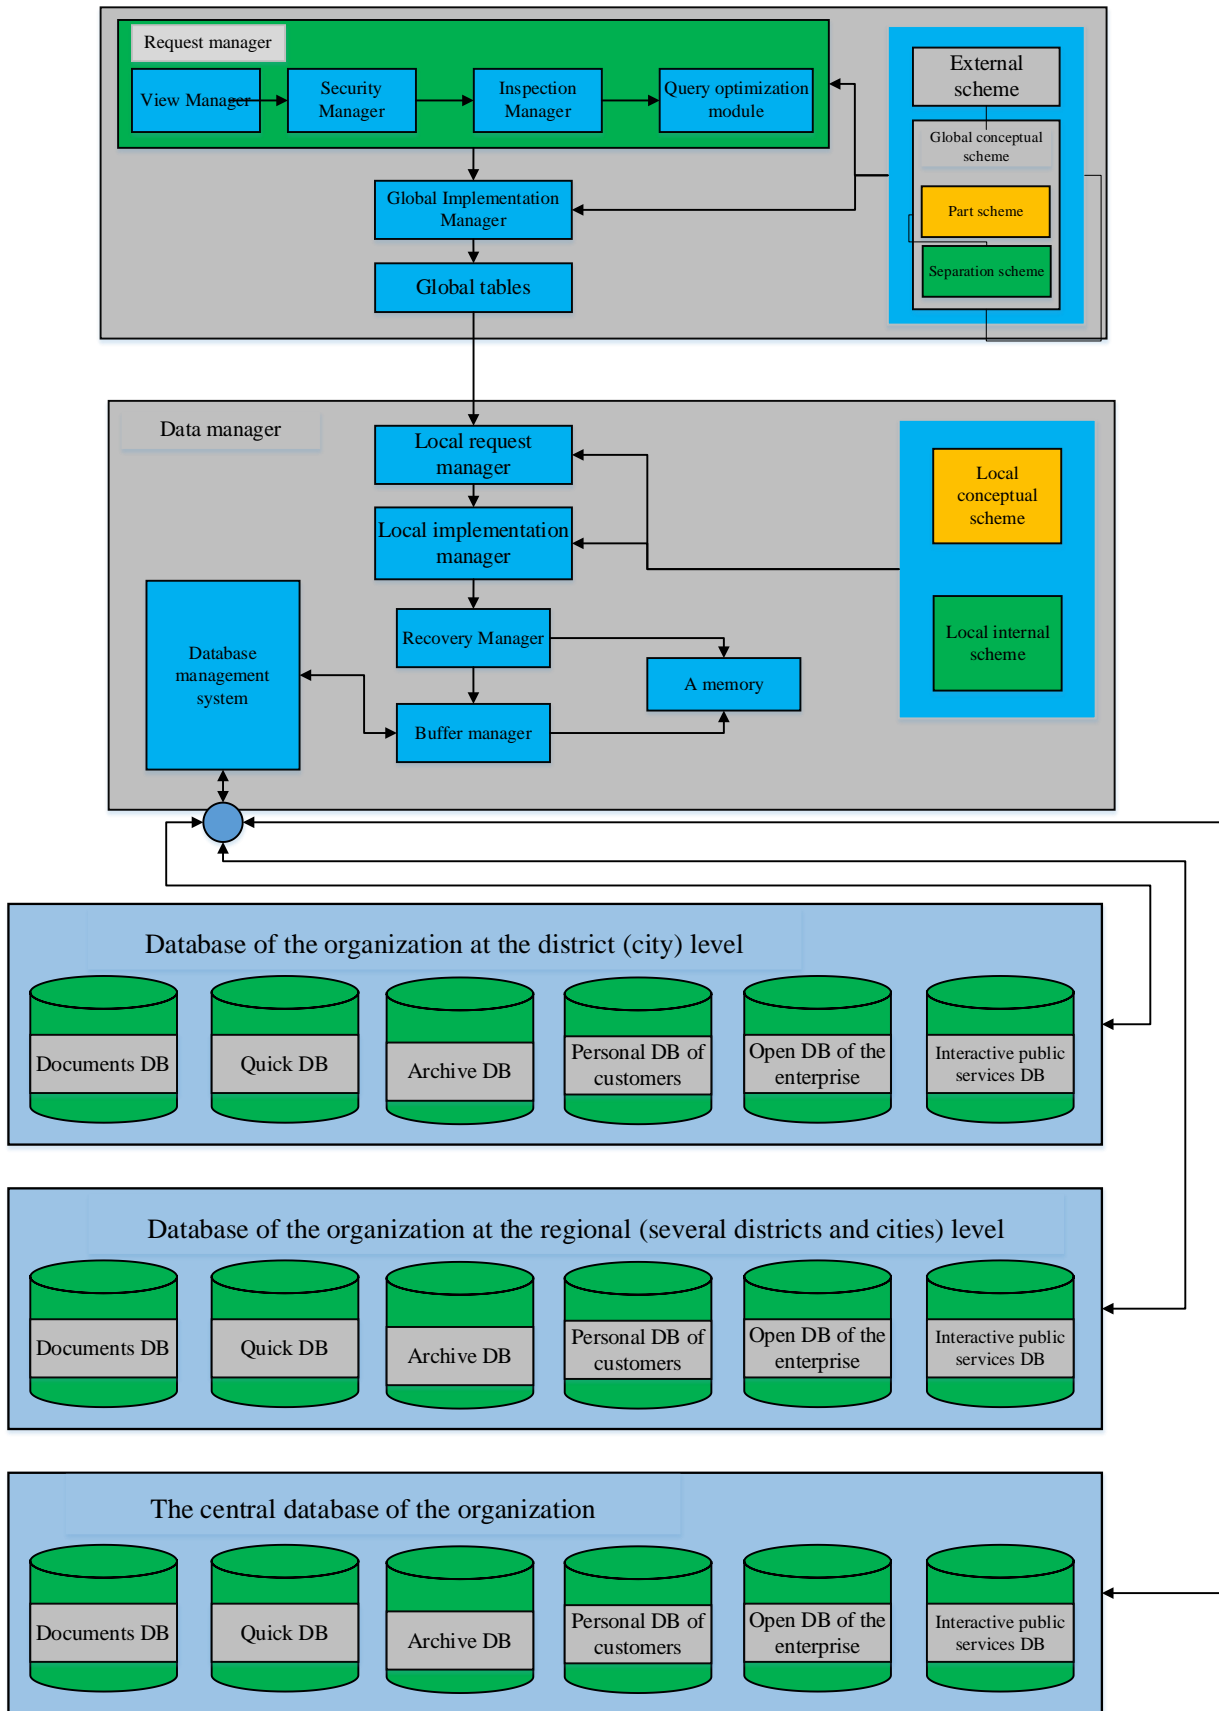 Request manager
View Manager
Security
Manager
Inspection
Manager
Query optimization
module
External
scheme
Global conceptual
scheme
Part scheme
Separation scheme
Global Implementation
Manager
Global tables
Data manager
Local request
manager
Local implementation
manager
Local
conceptual
scheme
Local internal
scheme
Database
management
system
Recovery Manager
A memory
Buffer manager
Database of the organization at the district (city) level
Documents DB
Quick DB
Archive DB
Personal DB of
customers
Open DB of the
enterprise
Interactive public
services DB
Database of the organization at the regional (several districts and cities) level
Documents DB
Quick DB
Archive DB
Personal DB of
customers
Open DB of the
enterprise
Interactive public
services DB
The central database of the organization
Documents DB
Quick DB
Archive DB
Personal DB of
customers
Open DB of the
enterprise
Interactive public
services DB